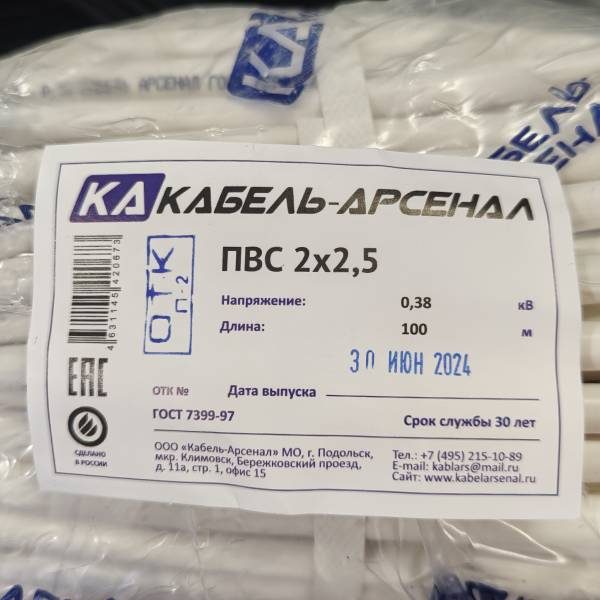 КА
КАБЕЛЬ
АРСЕНАЛ
КА КАБЕЛЬ-АРСЕНАЛ
ПВС 2х2,5
ОТК
П-2
Напряжение: 0,38 кВ
Длина: 100 м
30 ИЮН 2024
ОТК № Дата выпуска
ГОСТ 7399-97 Срок службы 30 лет
4631145420673
ЕАС
СДЕЛАНО
В РОССИИ
ООО «Кабель-Арсенал» МО, г. Подольск,
мкр. Климовск, Бережковский проезд,
д. 11а, стр. 1, офис 15
Тел.: +7 (495) 215-10-89
E-mail: kablars@mail.ru
Сайт: www.kabelarsenal.ru